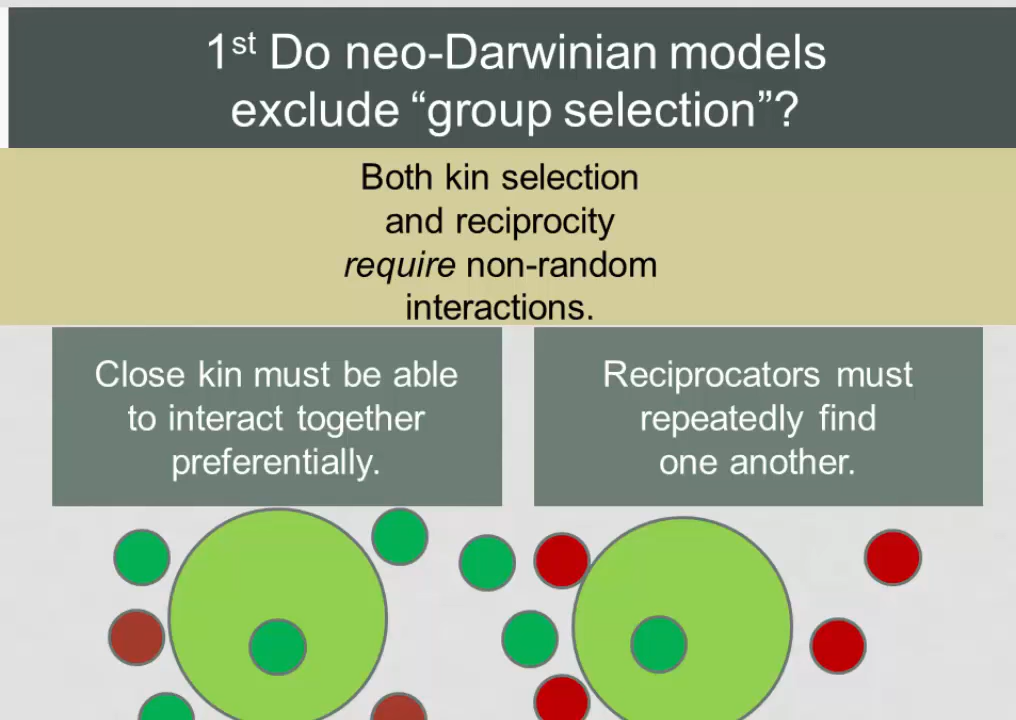 1st Do neo-Darwinian models
exclude “group selection”?
Both kin selection
and reciprocity
require non-random
interactions.
Close kin must be able
to interact together
preferentially.
Reciprocators must
repeatedly find
one another.